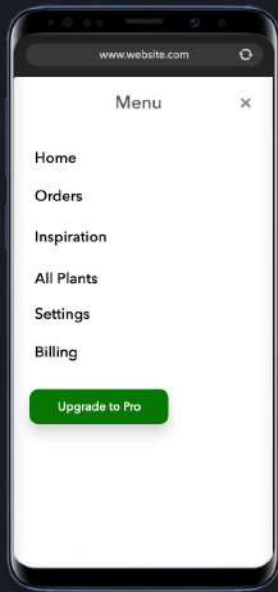 www.website.com
Menu
Home
Orders
Inspiration
All Plants
Settings
Billing
Upgrade to Pro